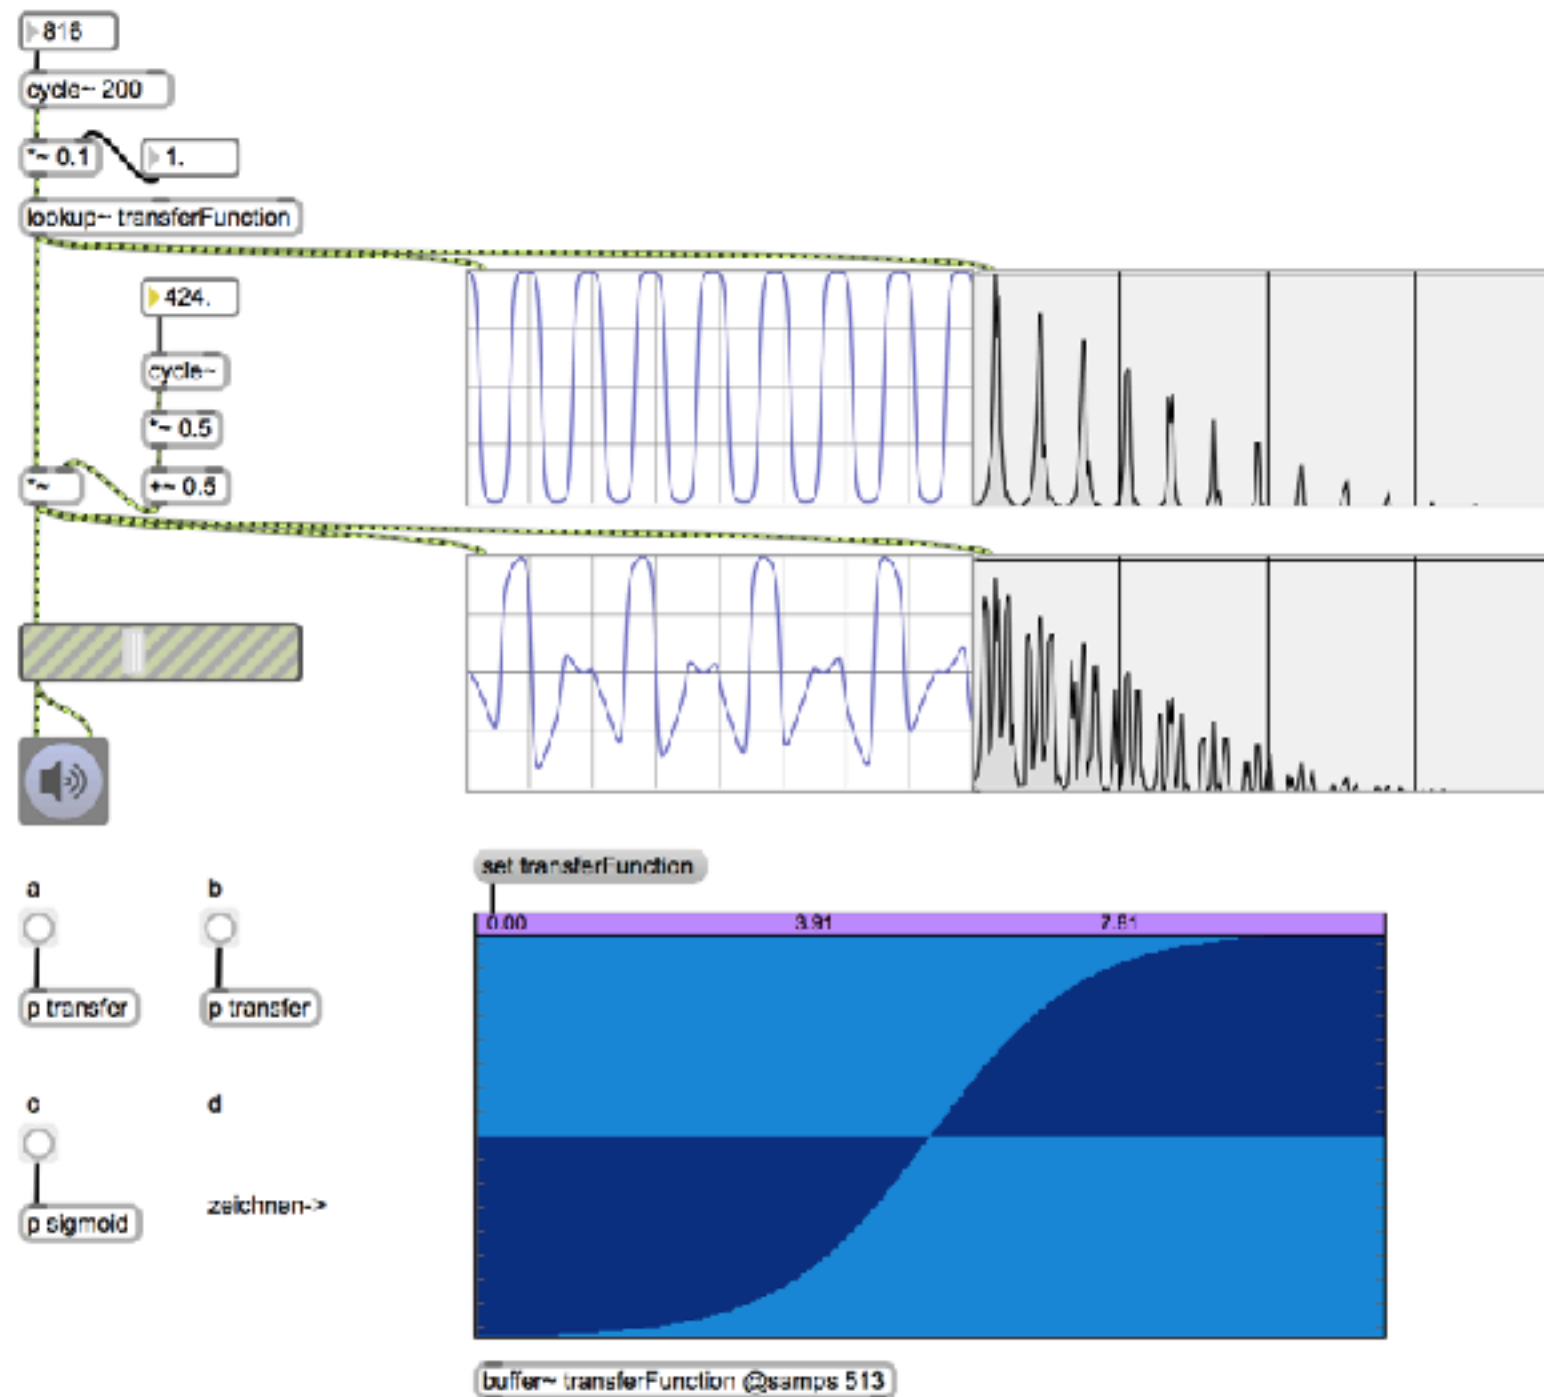 816
cycle~ 200
*~ 0.1
1.
lookup~ transferFunction
424.
cycle~
*~ 0.5
*~
+~ 0.5
set transferFunction
0.00 3.91 7.81
a
b
p transfer
p transfer
c
d
p sigmoid
zeichnen->
buffer~ transferFunction @samps 513